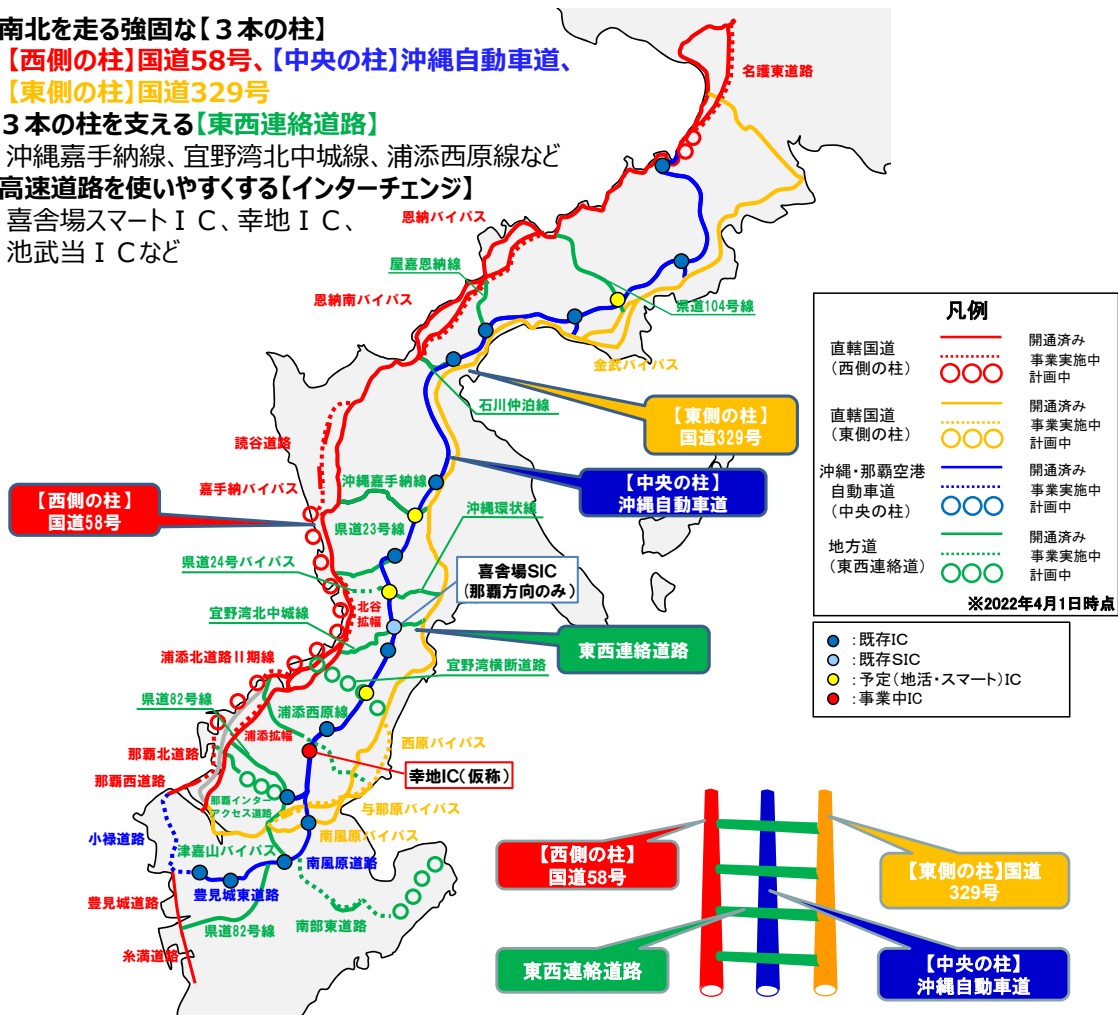 南北を走る強固な【３本の柱】
【西側の柱】国道58号、【中央の柱】沖縄自動車道、
【東側の柱】国道329号
３本の柱を支える【東西連絡道路】
沖縄嘉手納線、宜野湾北中城線、浦添西原線など
高速道路を使いやすくする【インターチェンジ】
喜舎場スマートＩＣ、幸地ＩＣ、
池武当ＩＣなど
名護東道路
恩納バイパス
屋嘉恩納線
恩納南バイパス
県道104号線
金武バイパス
石川仲泊線
【東側の柱】
国道329号
読谷道路
嘉手納バイパス
沖縄嘉手納線
【中央の柱】
沖縄自動車道
【西側の柱】
国道58号
県道23号線
沖縄環状線
県道24号バイパス
喜舎場SIC
(那覇方向のみ)
北谷
拡幅
宜野湾北中城線
東西連絡道路
浦添北道路Ⅱ期線
宜野湾横断道路
県道82号線
浦添西原線
浦添拡幅
西原バイパス
那覇北道路
幸地IC(仮称)
那覇西道路
那覇インター
アクセス道路
与那原バイパス
小禄道路
津嘉山バイパス
南風原バイパス
南風原道路
豊見城東道路
豊見城道路
県道82号線
南部東道路
糸満道路
凡例
直轄国道
(西側の柱)
開通済み
事業実施中
計画中
直轄国道
(東側の柱)
開通済み
事業実施中
計画中
沖縄・那覇空港
自動車道
(中央の柱)
開通済み
事業実施中
計画中
地方道
(東西連絡道)
開通済み
事業実施中
計画中
※2022年4月1日時点
：既存IC
：既存SIC
：予定(地活・スマート)IC
：事業中IC
【西側の柱】
国道58号
【東側の柱】国道
329号
東西連絡道路
【中央の柱】
沖縄自動車道